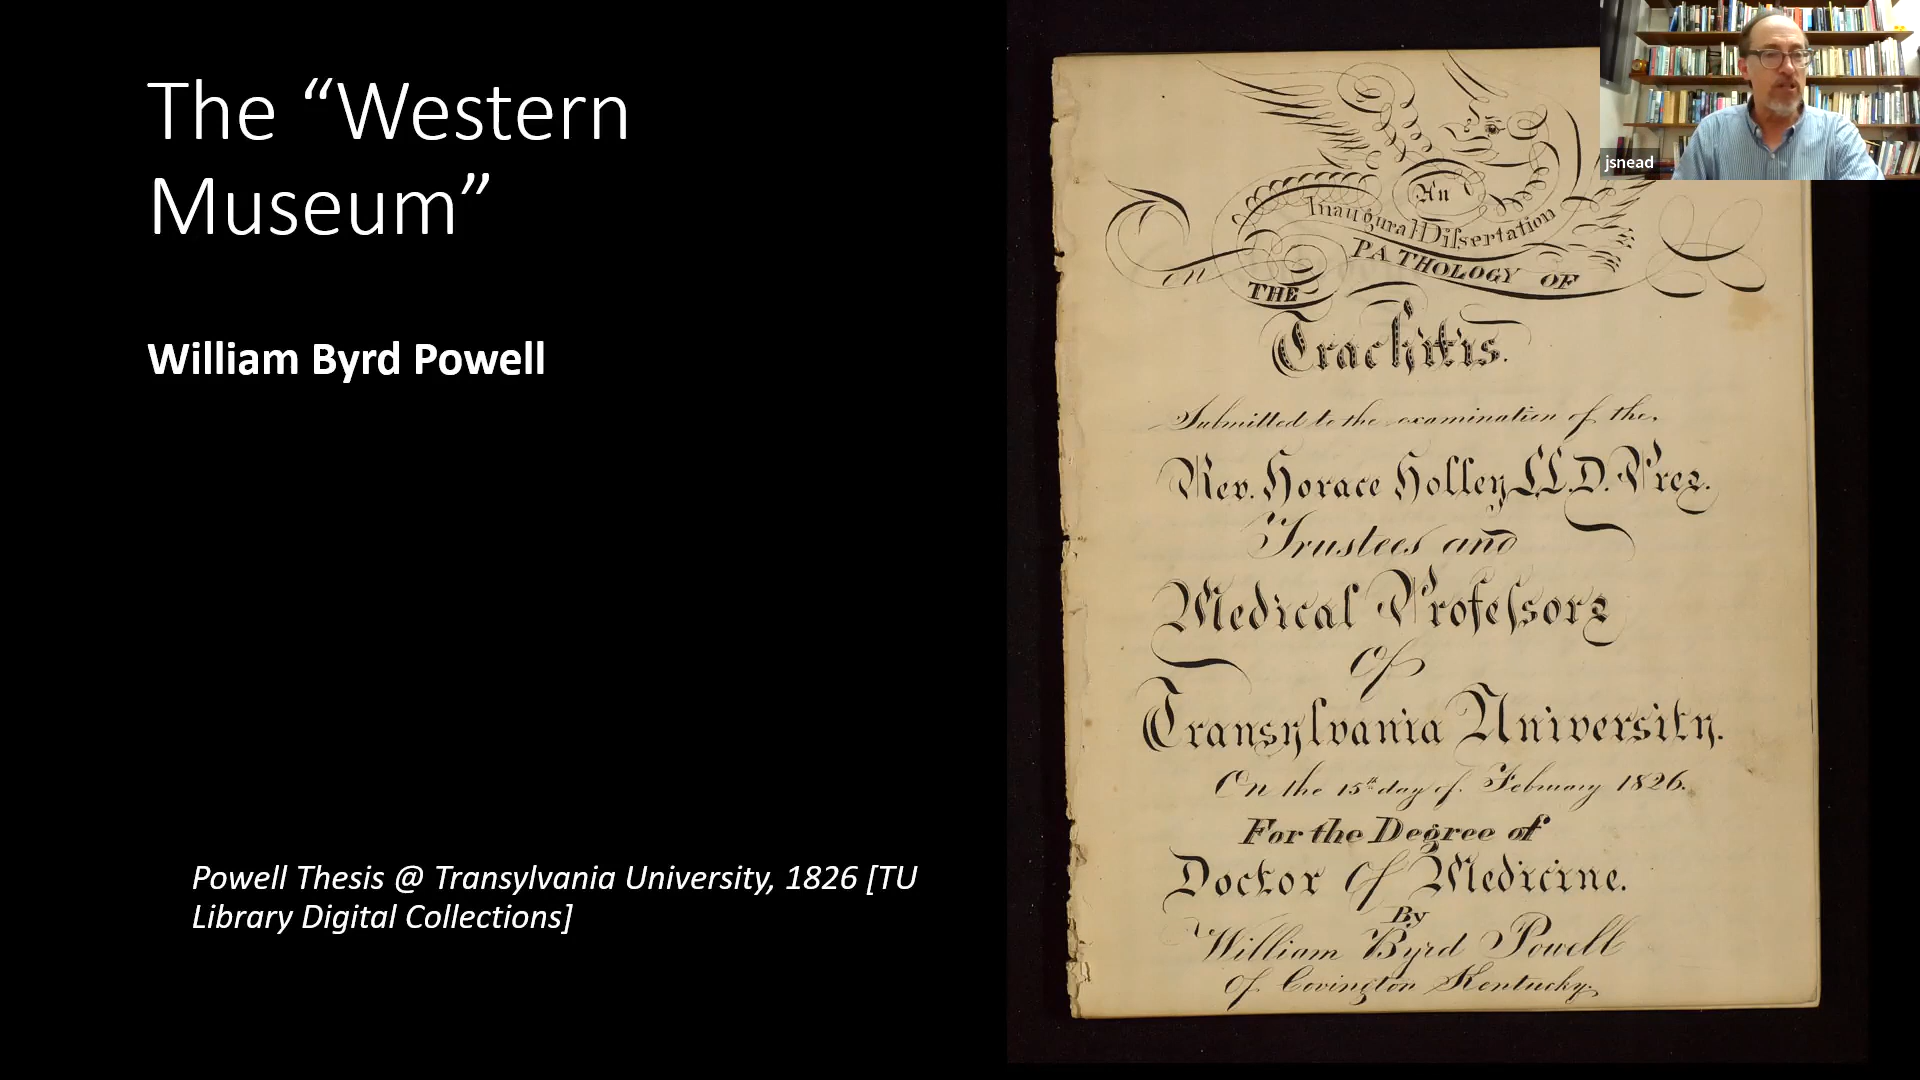 The “Western
Museum”
William Byrd Powell
Powell Thesis @ Transylvania University, 1826 [TU
Library Digital Collections]
An
Inaugural Diſsertation
on THE PATHOLOGY OF
Trachitis.
Submitted to the examination of the,
Rev. Horace Holley LL.D. Prez.
Trustees and
Medical Profeſsors
Of
Transylvania University.
On the 15th day of. February 1826.
For the Degree of
Doctor Of Medicine.
By
William Byrd Powell
Of Covington Kentucky.
jsnead